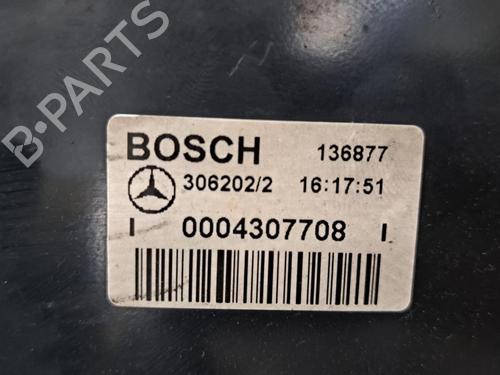 B-PARTS
BOSCH 136877
306202/2 16:17:51
I 0004307708 I